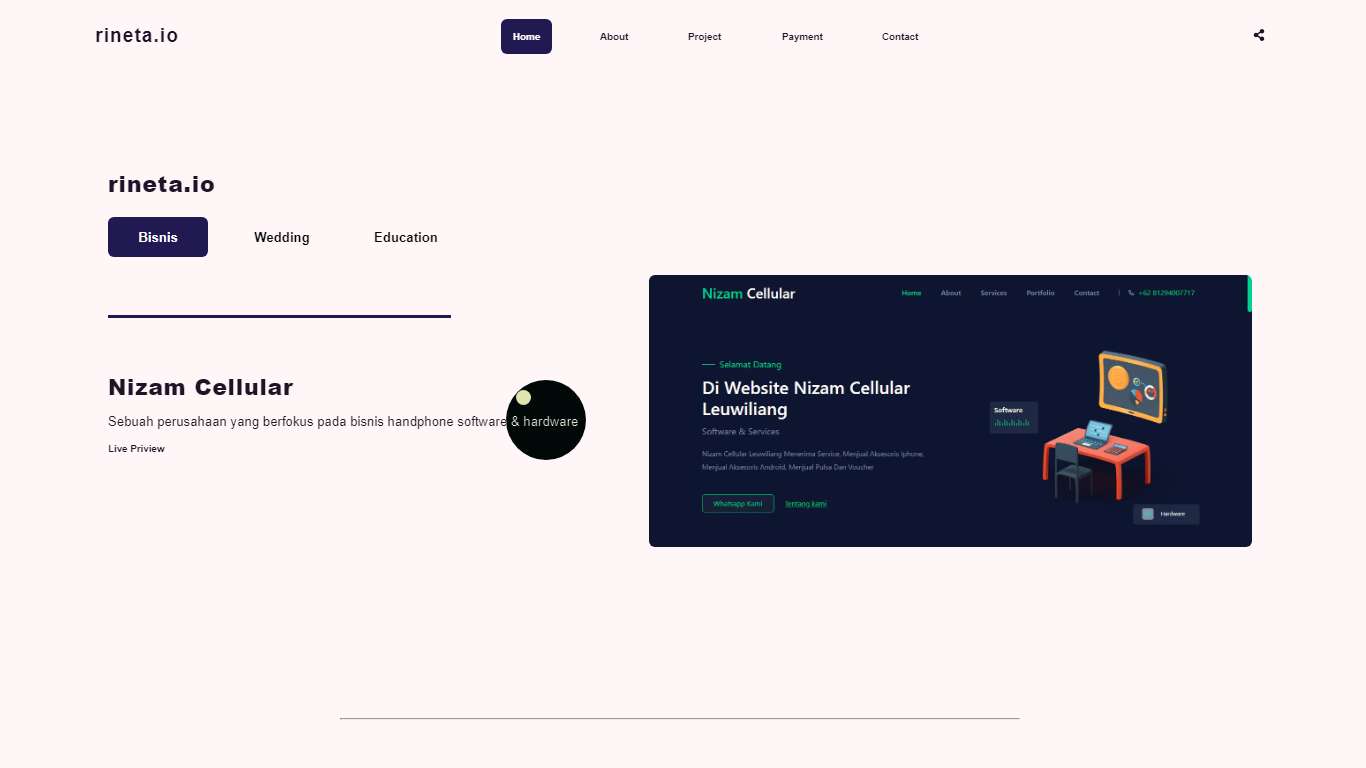 rineta.io
Home About Project Payment Contact
rineta.io
Bisnis Wedding Education
Nizam Cellular
Sebuah perusahaan yang berfokus pada bisnis handphone software & hardware
Live Priview
Nizam Cellular
Home About Services Portfolio Contact | +62 81294007717
Selamat Datang
Di Website Nizam Cellular
Leuwiliang
Software & Services
Nizam Cellular Leuwiliang Menerima Service, Menjual Aksesoris Iphone,
Menjual Aksesoris Android, Menjual Pulsa Dan Voucher
Whatsapp Kami Tentang kami
Software
Hardware